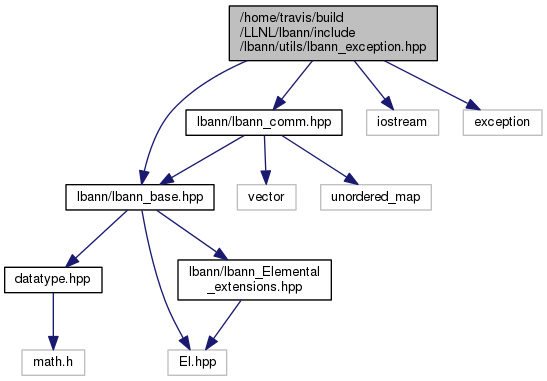 /home/travis/build
/LLNL/lbann/include
/lbann/utils/lbann_exception.hpp
lbann/lbann_comm.hpp
iostream
exception
lbann/lbann_base.hpp
vector
unordered_map
datatype.hpp
lbann/lbann_Elemental
_extensions.hpp
math.h
El.hpp